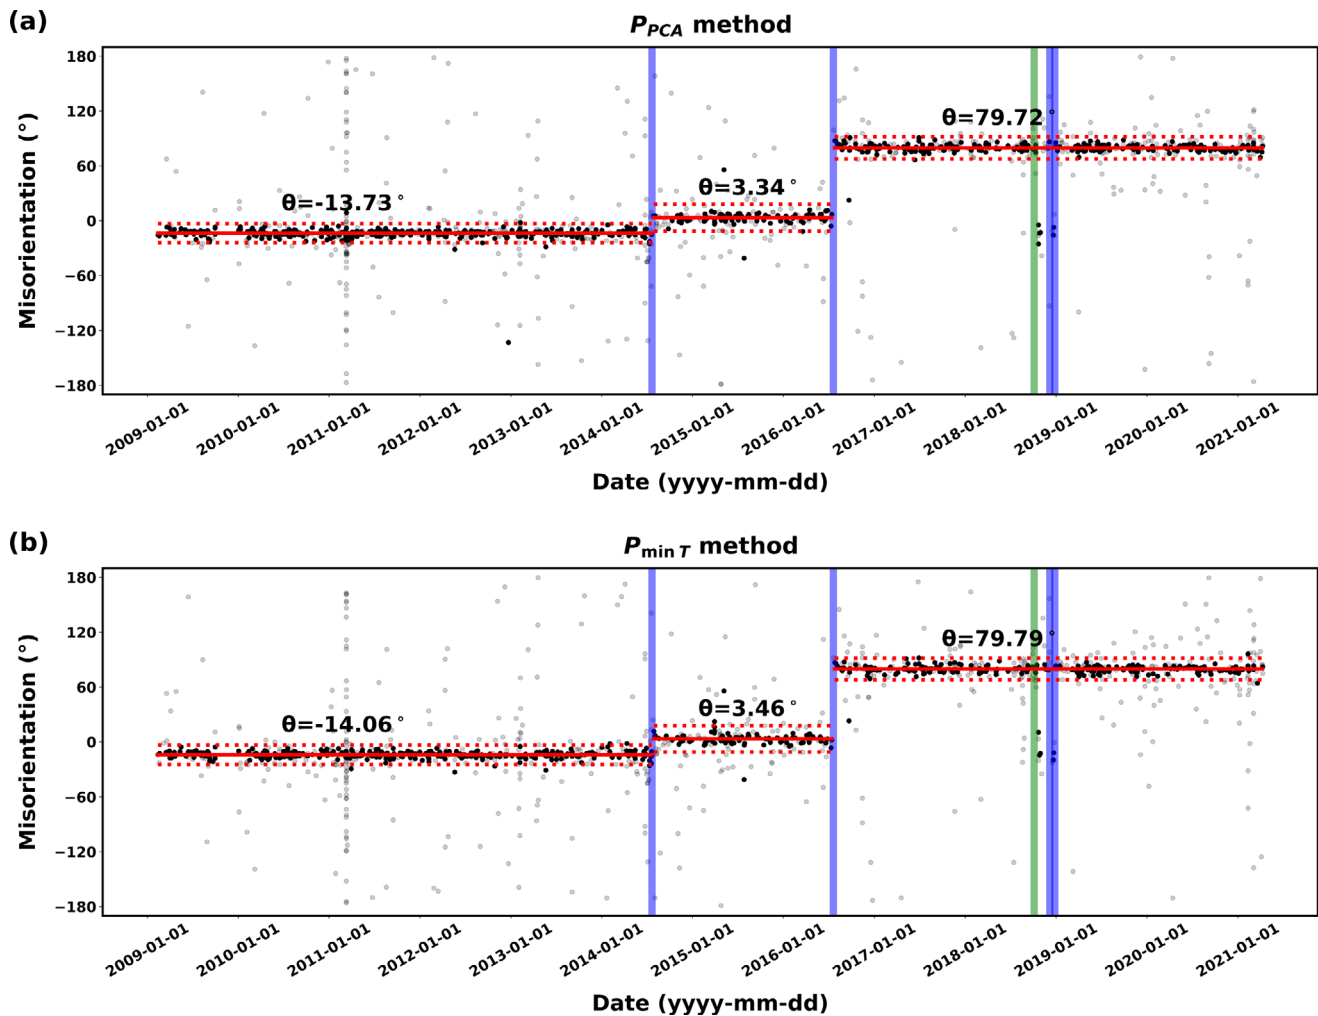 (a)
P_PCA method
Misorientation (°)
180
120
60
0
−60
−120
−180
θ=-13.73°
θ=3.34°
θ=79.72
2009-01-01
2010-01-01
2011-01-01
2012-01-01
2013-01-01
2014-01-01
2015-01-01
2016-01-01
2017-01-01
2018-01-01
2019-01-01
2020-01-01
2021-01-01
Date (yyyy-mm-dd)
(b)
P_min T method
Misorientation (°)
180
120
60
0
−60
−120
−180
θ=-14.06°
θ=3.46°
θ=79.79
2009-01-01
2010-01-01
2011-01-01
2012-01-01
2013-01-01
2014-01-01
2015-01-01
2016-01-01
2017-01-01
2018-01-01
2019-01-01
2020-01-01
2021-01-01
Date (yyyy-mm-dd)